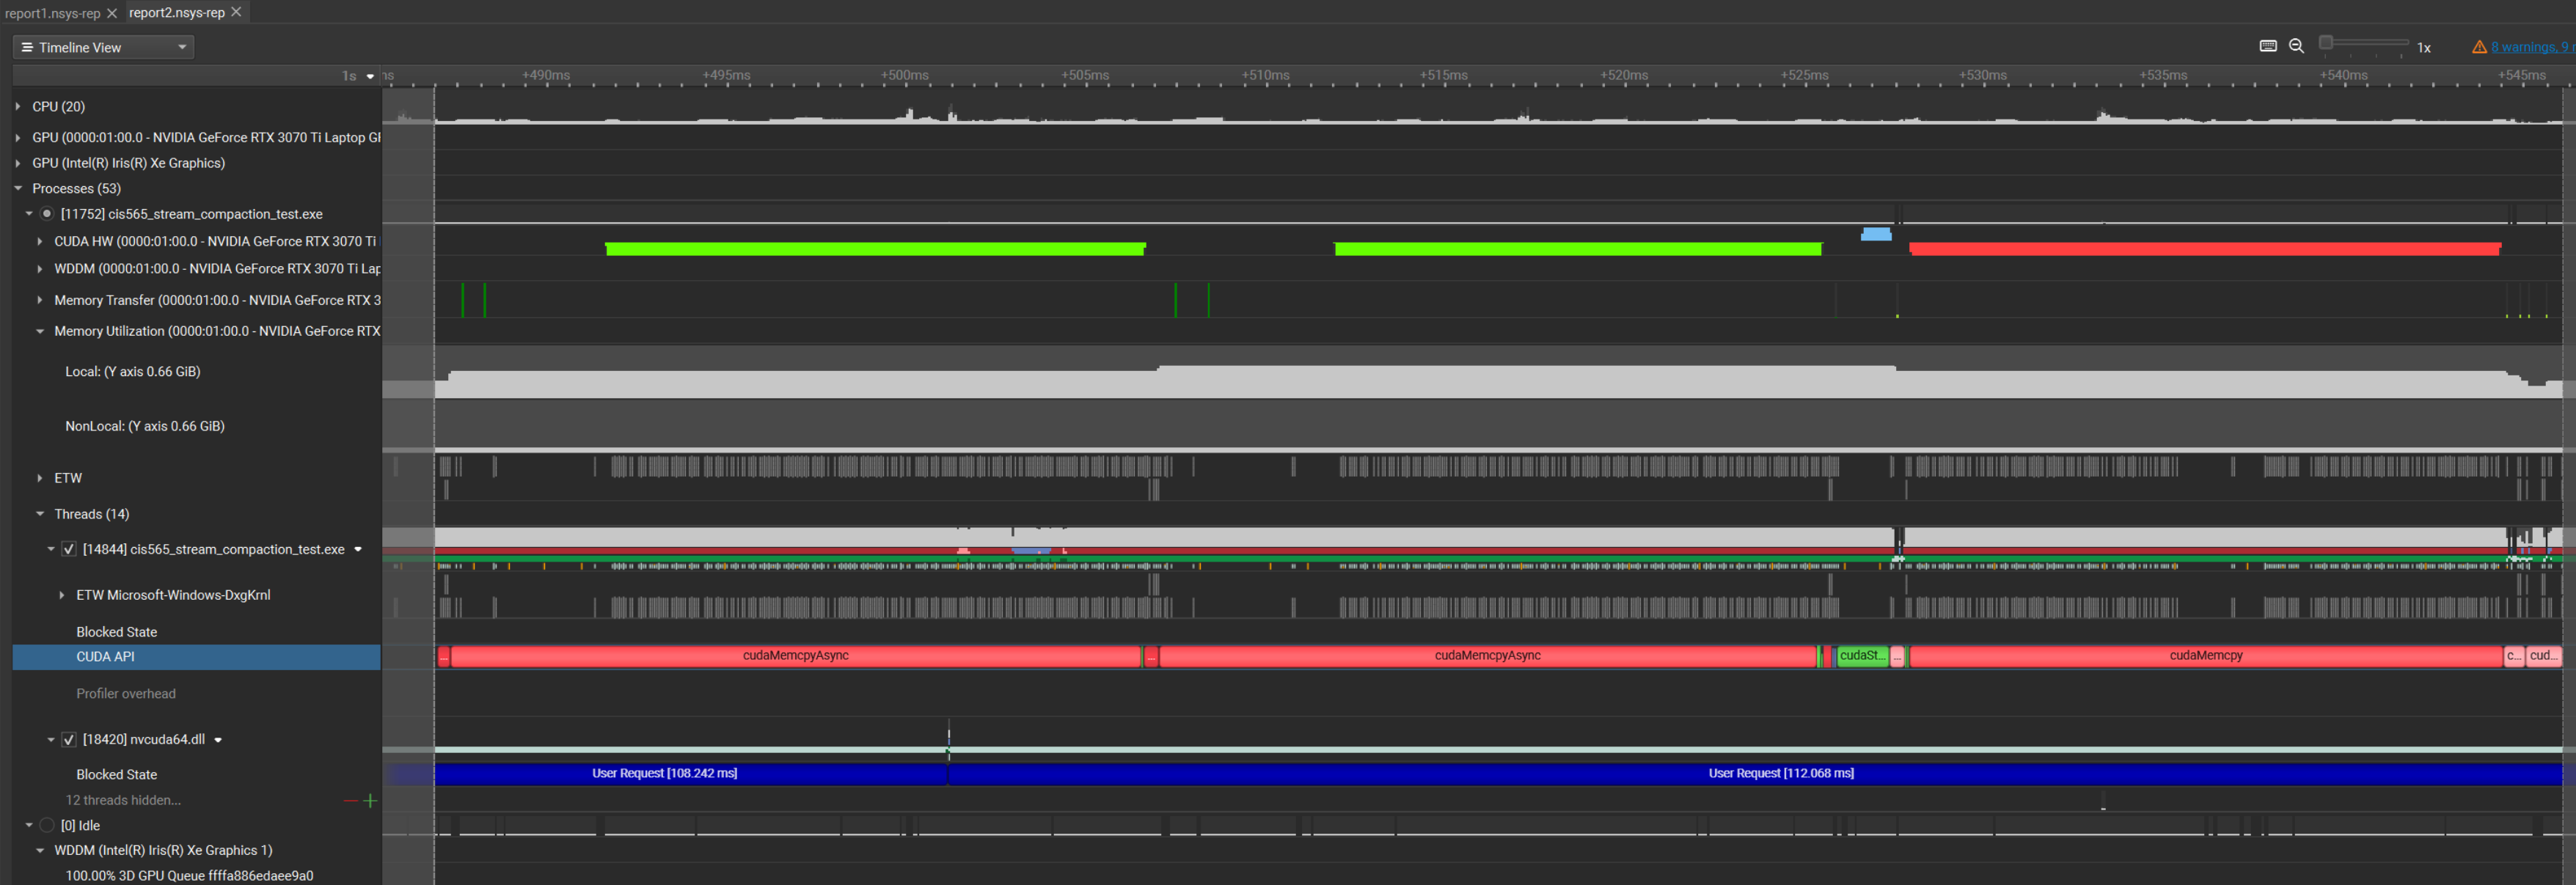 report1.nsys-rep report2.nsys-rep
Timeline View
1x 8 warnings, 9
1s +490ms +495ms +500ms +505ms +510ms +515ms +520ms +525ms +530ms +535ms +540ms +545ms
CPU (20)
GPU (0000:01:00.0 - NVIDIA GeForce RTX 3070 Ti Laptop
GPU (Intel(R) Iris(R) Xe Graphics)
Processes (53)
[11752] cis565_stream_compaction_test.exe
CUDA HW (0000:01:00.0 - NVIDIA GeForce RTX 3070 Ti
WDDM (0000:01:00.0 - NVIDIA GeForce RTX 3070 Ti Lap
Memory Transfer (0000:01:00.0 - NVIDIA GeForce RTX 3
Memory Utilization (0000:01:00.0 - NVIDIA GeForce RTX
Local: (Y axis 0.66 GiB)
NonLocal: (Y axis 0.66 GiB)
ETW
Threads (14)
[14844] cis565_stream_compaction_test.exe
ETW Microsoft-Windows-DxgKrnl
Blocked State
CUDA API
... cudaMemcpyAsync ... cudaMemcpyAsync cudaSt... ... cudaMemcpy c... cud...
Profiler overhead
[18420] nvcuda64.dll
Blocked State
User Request [108.242 ms] User Request [112.068 ms]
12 threads hidden...
[0] Idle
WDDM (Intel(R) Iris(R) Xe Graphics 1)
100.00% 3D GPU Queue ffffa886edaee9a0